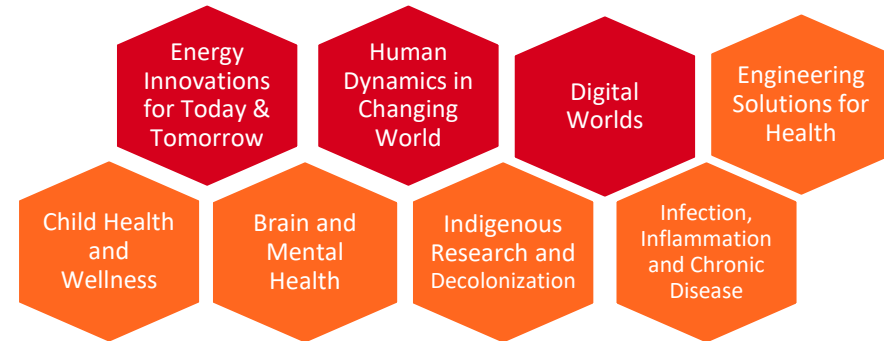 Energy
Innovations
for Today &
Tomorrow
Human
Dynamics in
Changing
World
Digital
Worlds
Engineering
Solutions for
Health
Child Health
and
Wellness
Brain and
Mental
Health
Indigenous
Research and
Decolonization
Infection,
Inflammation
and Chronic
Disease